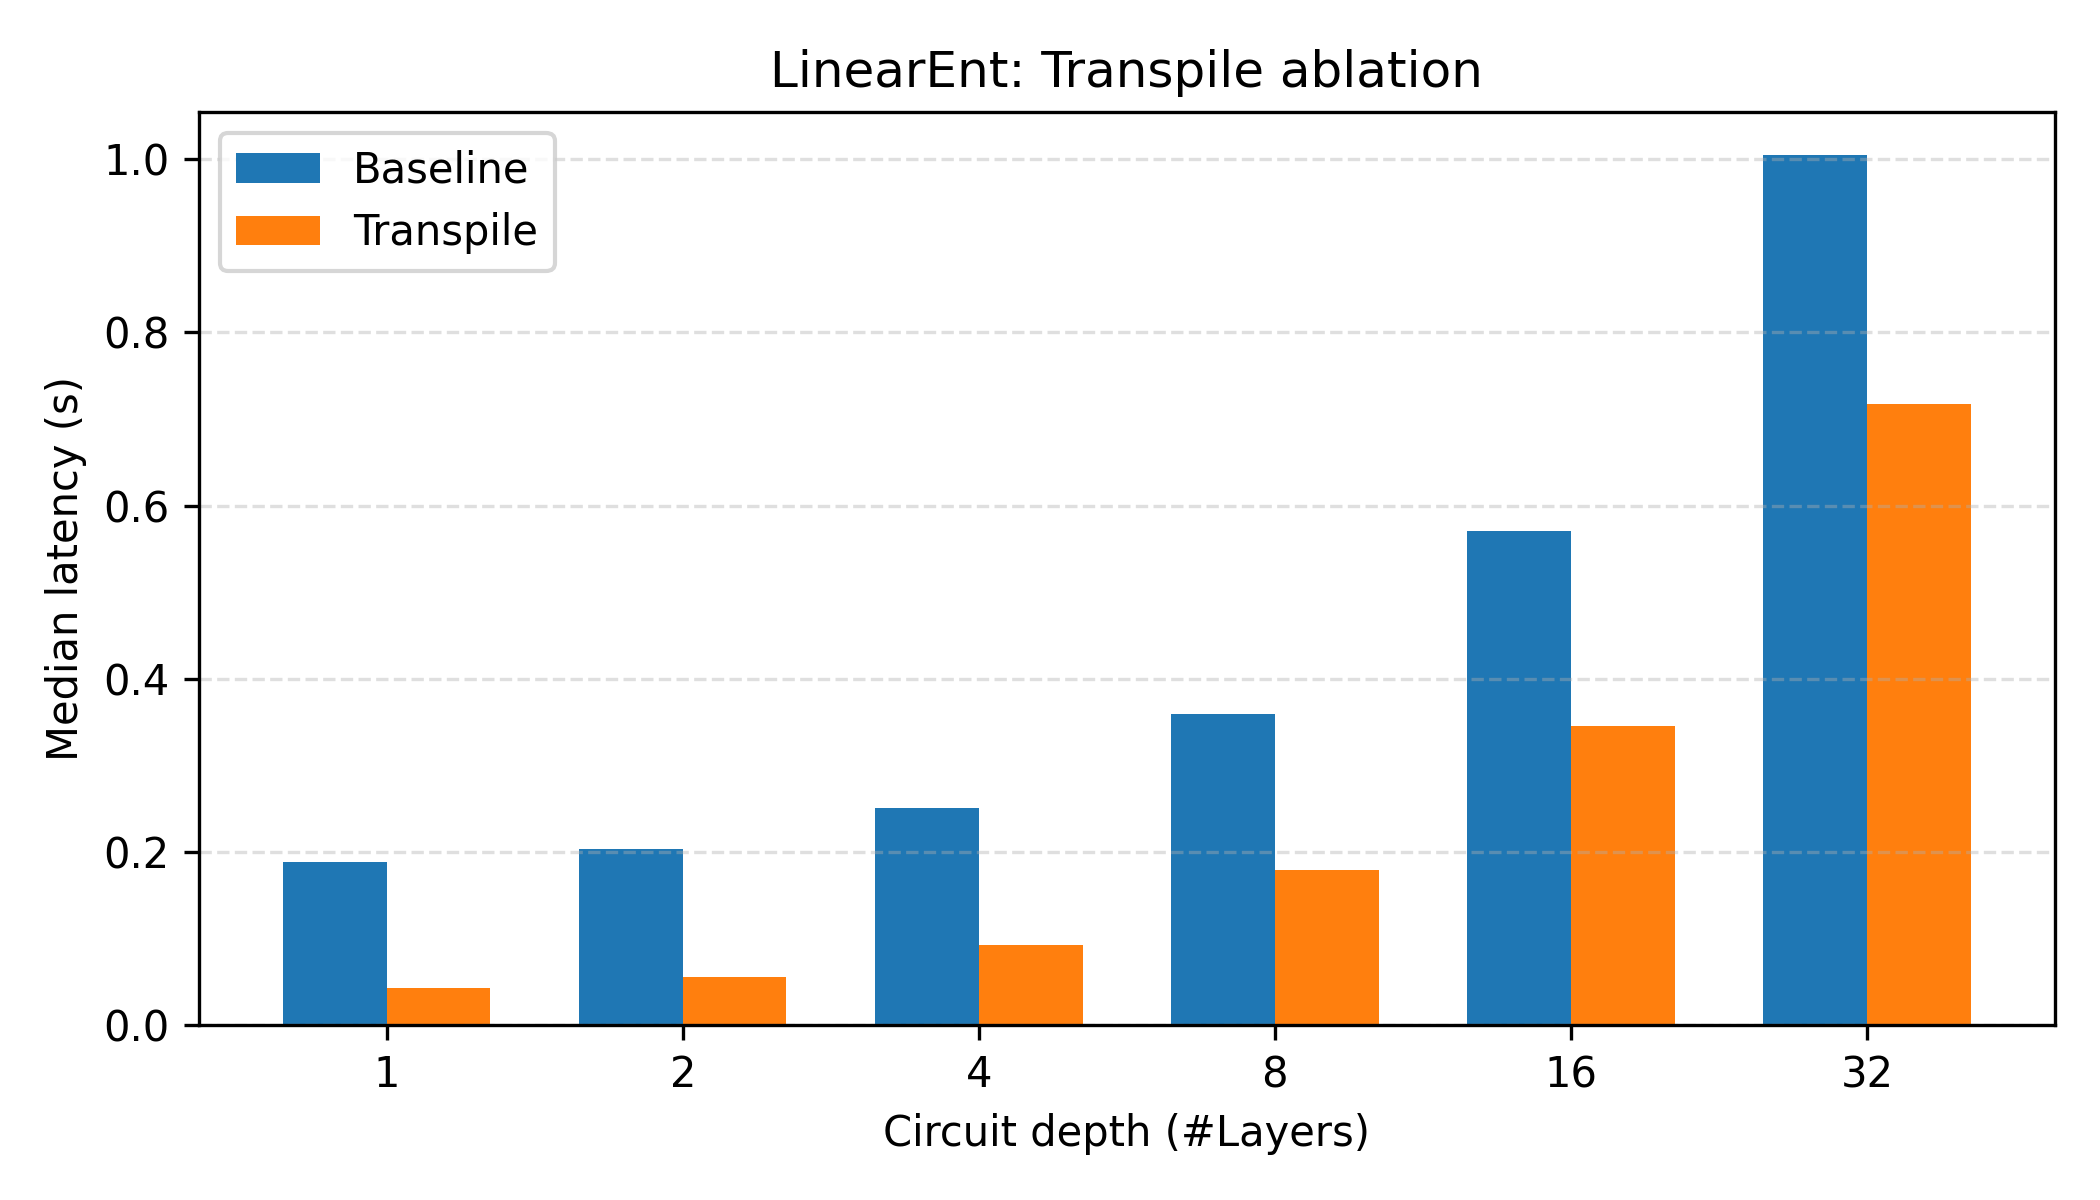 LinearEnt: Transpile ablation
Baseline
Transpile
Median latency (s)
1.0
0.8
0.6
0.4
0.2
0.0
1 2 4 8 16 32
Circuit depth (#Layers)